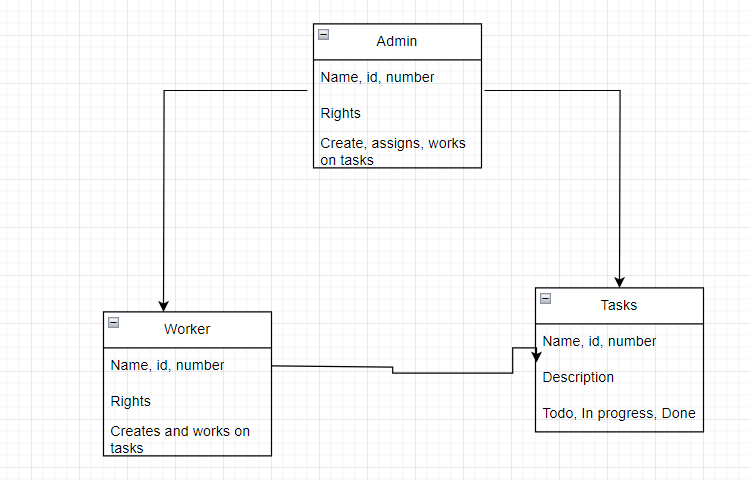 Admin
Name, id, number
Rights
Create, assigns, works
on tasks
Worker
Name, id, number
Rights
Creates and works on
tasks
Tasks
Name, id, number
Description
Todo, In progress, Done